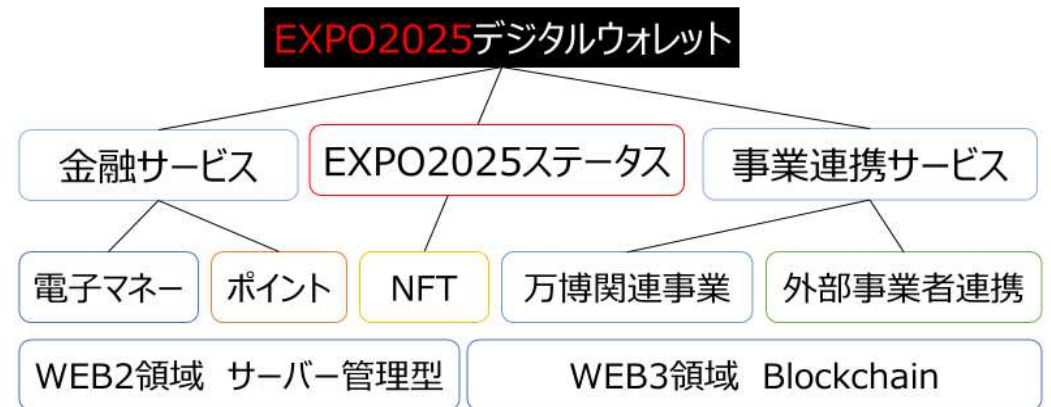 EXPO2025デジタルウォレット
金融サービス
EXPO2025ステータス
事業連携サービス
電子マネー
ポイント
NFT
万博関連事業
外部事業者連携
WEB2領域 サーバー管理型
WEB3領域 Blockchain